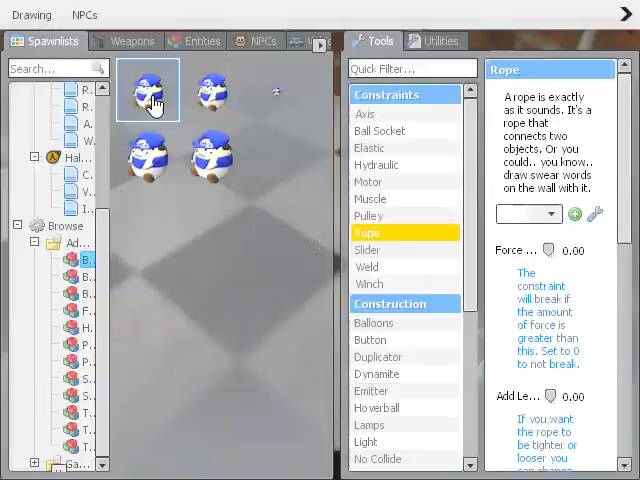 Drawing NPCs
Spawnlists Weapons Entities NPCs
Search...
R..
R..
A..
W..
Hal..
C..
V..
I..
Browse
Ad...
B..
B..
B..
F..
H..
P..
P..
S..
S..
T..
T..
Ga...
Tools Utilities
Quick Filter...
Constraints
Axis
Ball Socket
Elastic
Hydraulic
Motor
Muscle
Pulley
Rope
Slider
Weld
Winch
Construction
Balloons
Button
Duplicator
Dynamite
Emitter
Hoverball
Lamps
Light
No Collide
Rope
A rope is exactly
as it sounds. It's a
rope that
connects two
objects. Or you
could.. you know..
draw swear words
on the wall with it.
Force ... 0.00
The
constraint
will break if
the amount
of force is
greater than
this. Set to 0
to not break.
Add Le... 0.00
If you want
the rope to
be tighter or
looser you
can change